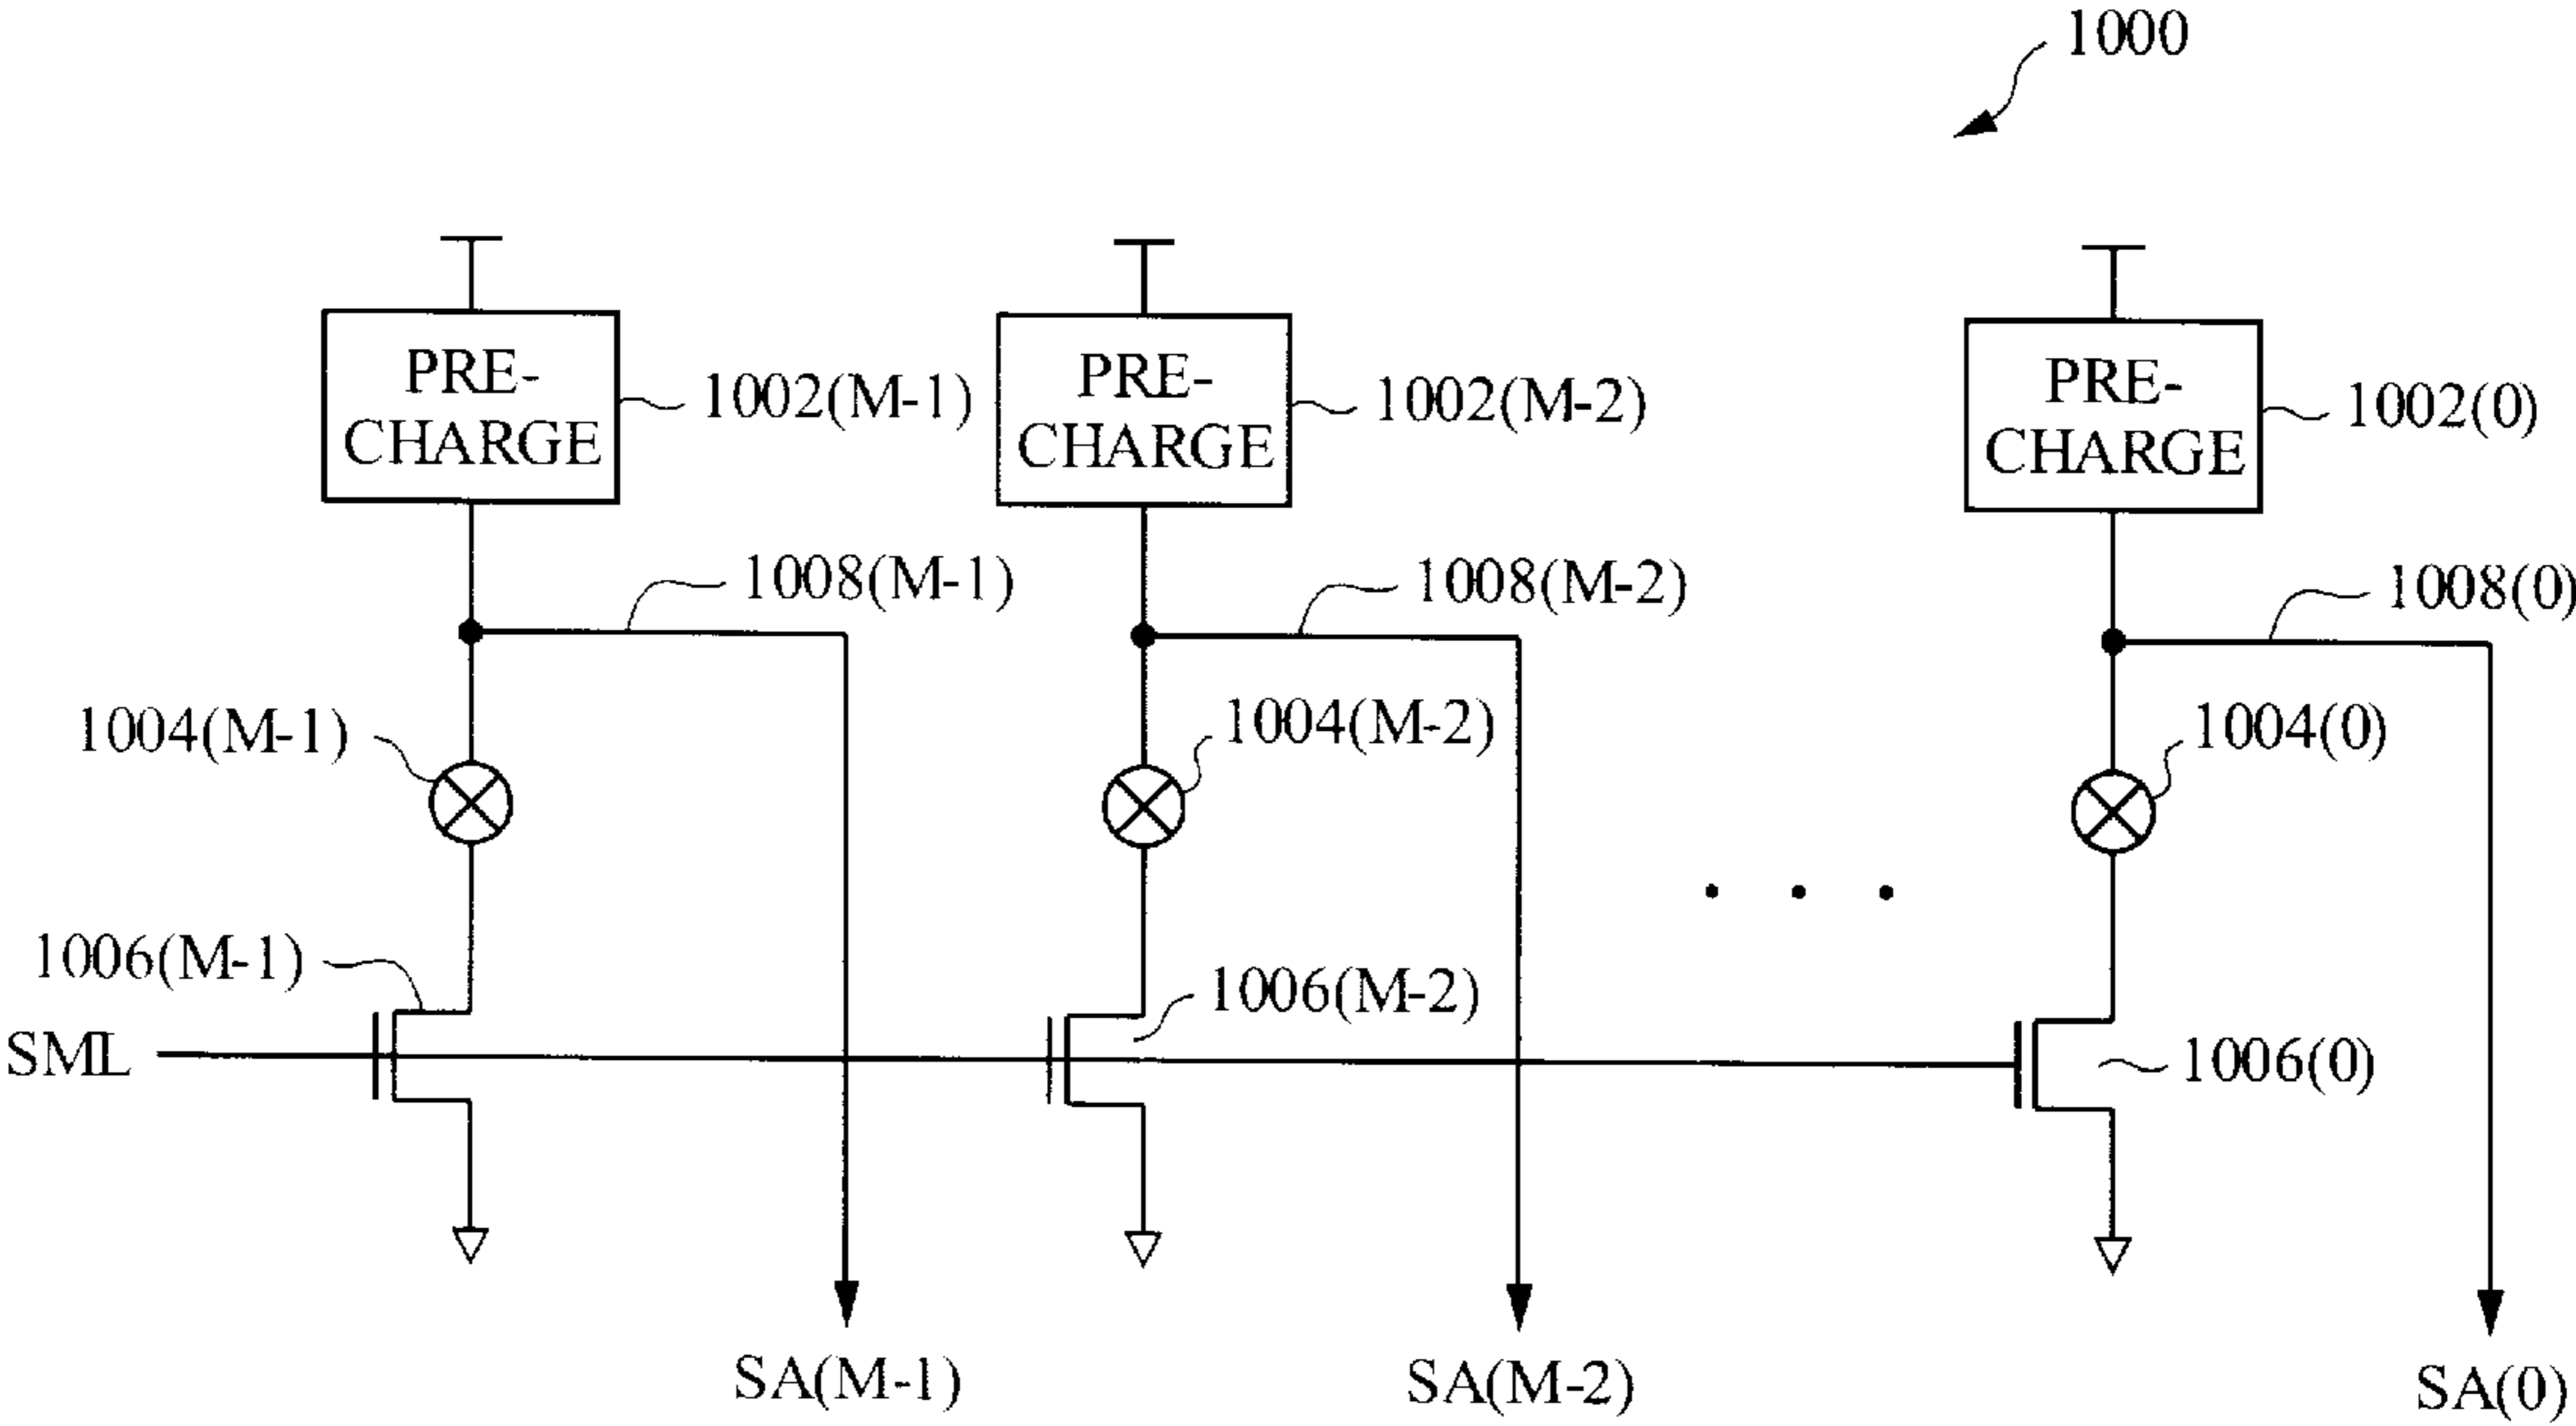 1000
PRE-
CHARGE
1002(M-1)
PRE-
CHARGE
1002(M-2)
PRE-
CHARGE
1002(0)
1008(M-1)
1008(M-2)
1008(0)
1004(M-1)
1004(M-2)
1004(0)
1006(M-1)
1006(M-2)
1006(0)
SML
SA(M-1)
SA(M-2)
SA(0)